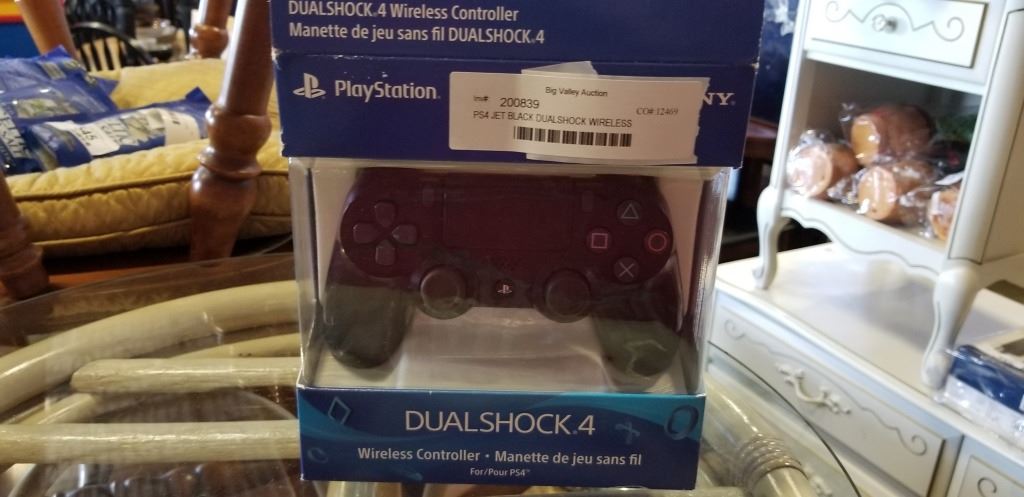 DUALSHOCK®4 Wireless Controller
Manette de jeu sans fil DUALSHOCK®4
PlayStation®
NY®
Big Valley Auction
Inv# 200839
CO# 12469
PS4 JET BLACK DUALSHOCK WIRELESS
DUALSHOCK®4
Wireless Controller • Manette de jeu sans fil
For/Pour PS4™